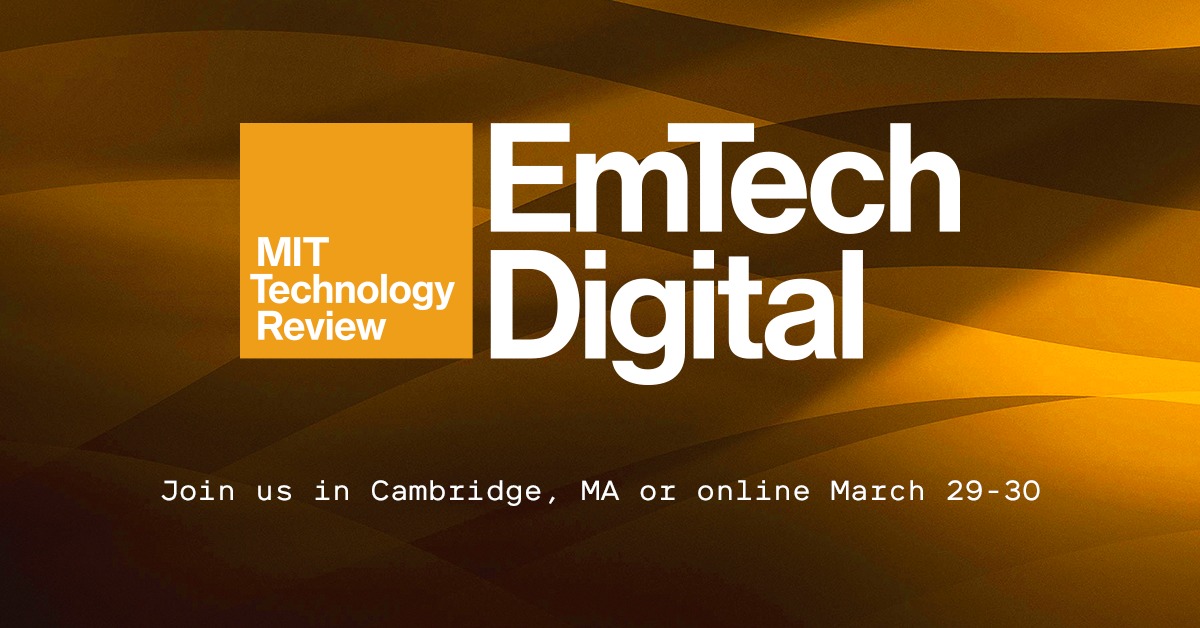 MIT
Technology
Review
EmTech
Digital
Join us in Cambridge, MA or online March 29-30